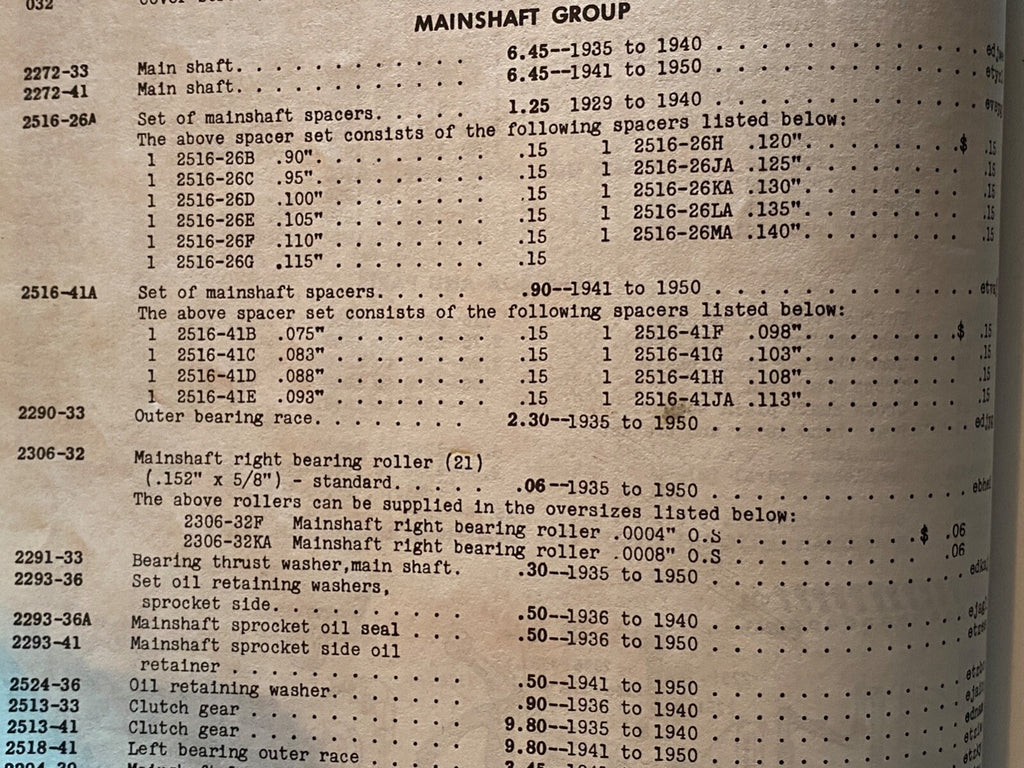 032
MAINSHAFT GROUP
2272-33 Main shaft. . . . . . . . . . . . 6.45--1935 to 1940 . . . . . . . . . . . .
2272-41 Main shaft. . . . . . . . . . . . 6.45--1941 to 1950 . . . . . . . . . . . .
2516-26A Set of mainshaft spacers. . . . . 1.25 1929 to 1940 . . . . . . . . . . . .
The above spacer set consists of the following spacers listed below:
1 2516-26B .90". . . . . . . . . .15 1 2516-26H .120". . . . . . . . $ .15
1 2516-26C .95". . . . . . . . . .15 1 2516-26JA .125". . . . . . . . .15
1 2516-26D .100" . . . . . . . . .15 1 2516-26KA .130". . . . . . . . .15
1 2516-26E .105" . . . . . . . . .15 1 2516-26LA .135". . . . . . . . .15
1 2516-26F .110" . . . . . . . . .15 1 2516-26MA .140". . . . . . . . .15
1 2516-26G .115" . . . . . . . . .15
2516-41A Set of mainshaft spacers. . . . . .90--1941 to 1950 . . . . . . . . . . . .
The above spacer set consists of the following spacers listed below:
1 2516-41B .075" . . . . . . . . .15 1 2516-41F .098". . . . . . . . $ .15
1 2516-41C .083" . . . . . . . . .15 1 2516-41G .103". . . . . . . . .15
1 2516-41D .088" . . . . . . . . .15 1 2516-41H .108". . . . . . . . .15
1 2516-41E .093" . . . . . . . . .15 1 2516-41JA .113". . . . . . . . .15
2290-33 Outer bearing race. . . . . . . . 2.30--1935 to 1950 . . . . . . . . . . . .
2306-32 Mainshaft right bearing roller (21)
(.152" x 5/8") - standard. . . . . .06--1935 to 1950 . . . . . . . . . . . .
The above rollers can be supplied in the oversizes listed below:
2306-32F Mainshaft right bearing roller .0004" O.S . . . . . . . . $ .06
2306-32KA Mainshaft right bearing roller .0008" O.S . . . . . . . . .06
2291-33 Bearing thrust washer,main shaft. .30--1935 to 1950 . . . . . . . . . . . .
2293-36 Set oil retaining washers,
sprocket side. . . . . . . . . . .50--1936 to 1940 . . . . . . . . . . . .
2293-36A Mainshaft sprocket oil seal . . . .50--1936 to 1950 . . . . . . . . . . . .
2293-41 Mainshaft sprocket side oil
retainer . . . . . . . . . . . . .50--1941 to 1950 . . . . . . . . . . . .
2524-36 Oil retaining washer. . . . . . . .90--1936 to 1940 . . . . . . . . . . . .
2513-33 Clutch gear . . . . . . . . . . . 9.80--1935 to 1940 . . . . . . . . . . . .
2513-41 Clutch gear . . . . . . . . . . . 9.80--1941 to 1950 . . . . . . . . . . . .
2518-41 Left bearing outer race . . . . .